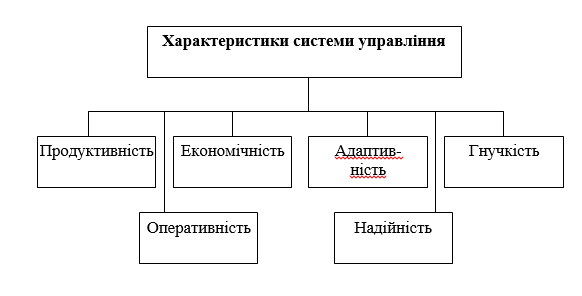 Характеристики системи управління
Продуктивність
Економічність
Адаптив-
ність
Гнучкість
Оперативність
Надійність